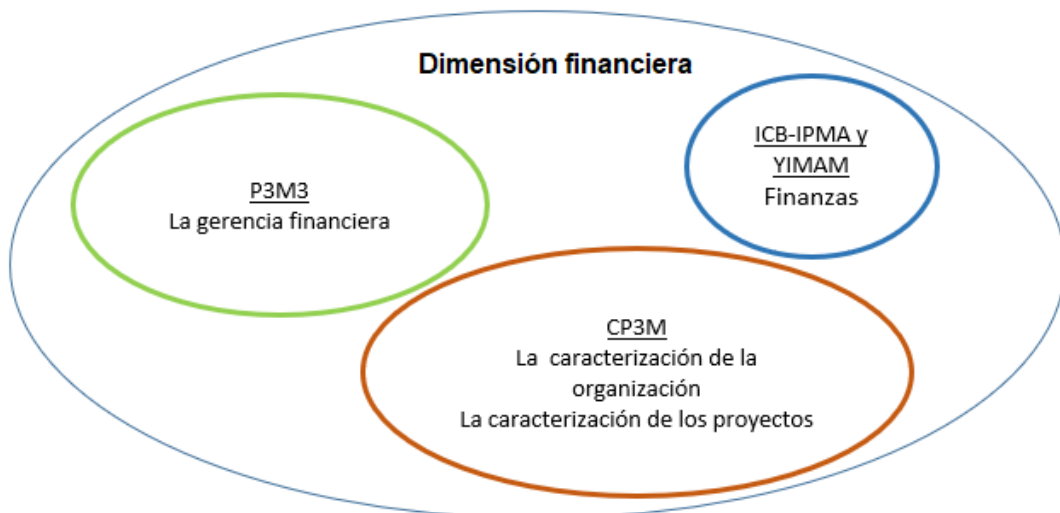 Dimensión financiera
P3M3
La gerencia financiera
ICB-IPMA y
YIMAM
Finanzas
CP3M
La caracterización de la
organización
La caracterización de los proyectos